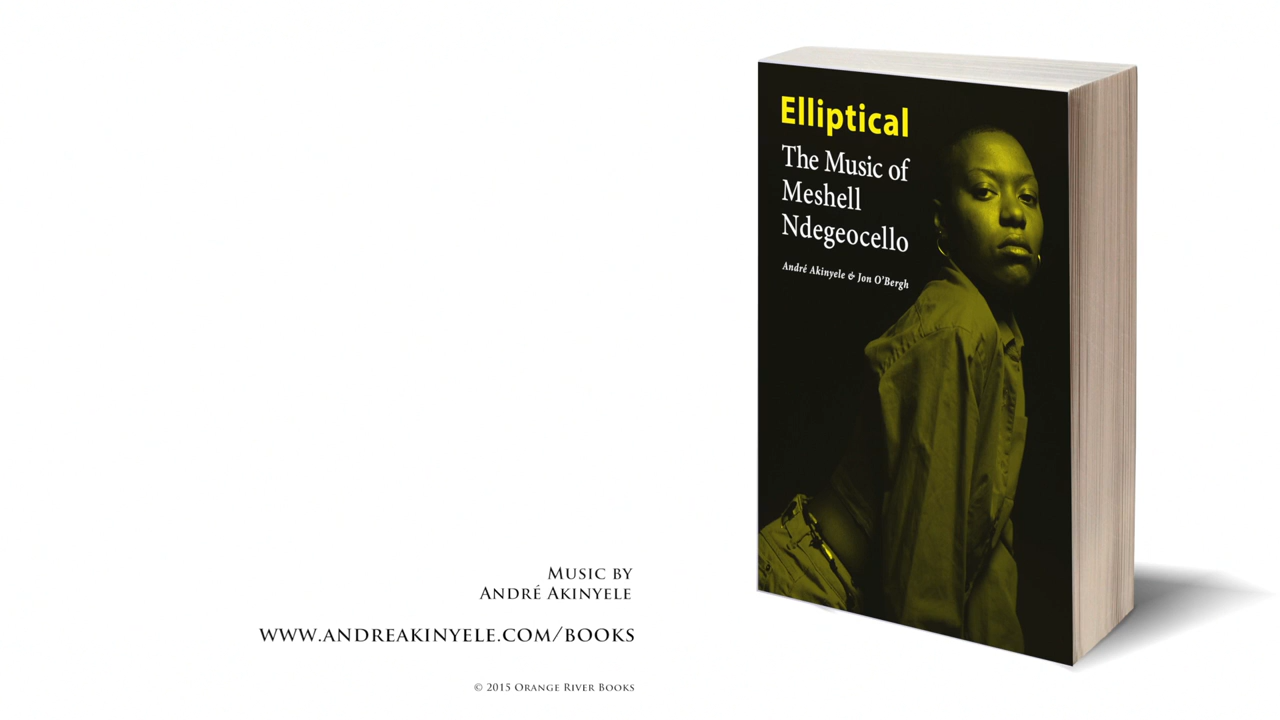 Elliptical
The Music of
Meshell
Ndegeocello
André Akinyele & Jon O'Bergh
Music by
André Akinyele
www.andreakinyele.com/books
© 2015 Orange River Books